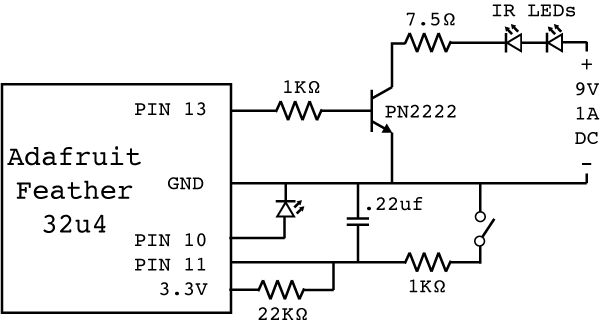 IR LEDs
7.5Ω
+
9V
1A
DC
-
1KΩ
PIN 13
PN2222
Adafruit
Feather
32u4
GND
.22uf
PIN 10
PIN 11
3.3V
1KΩ
22KΩ